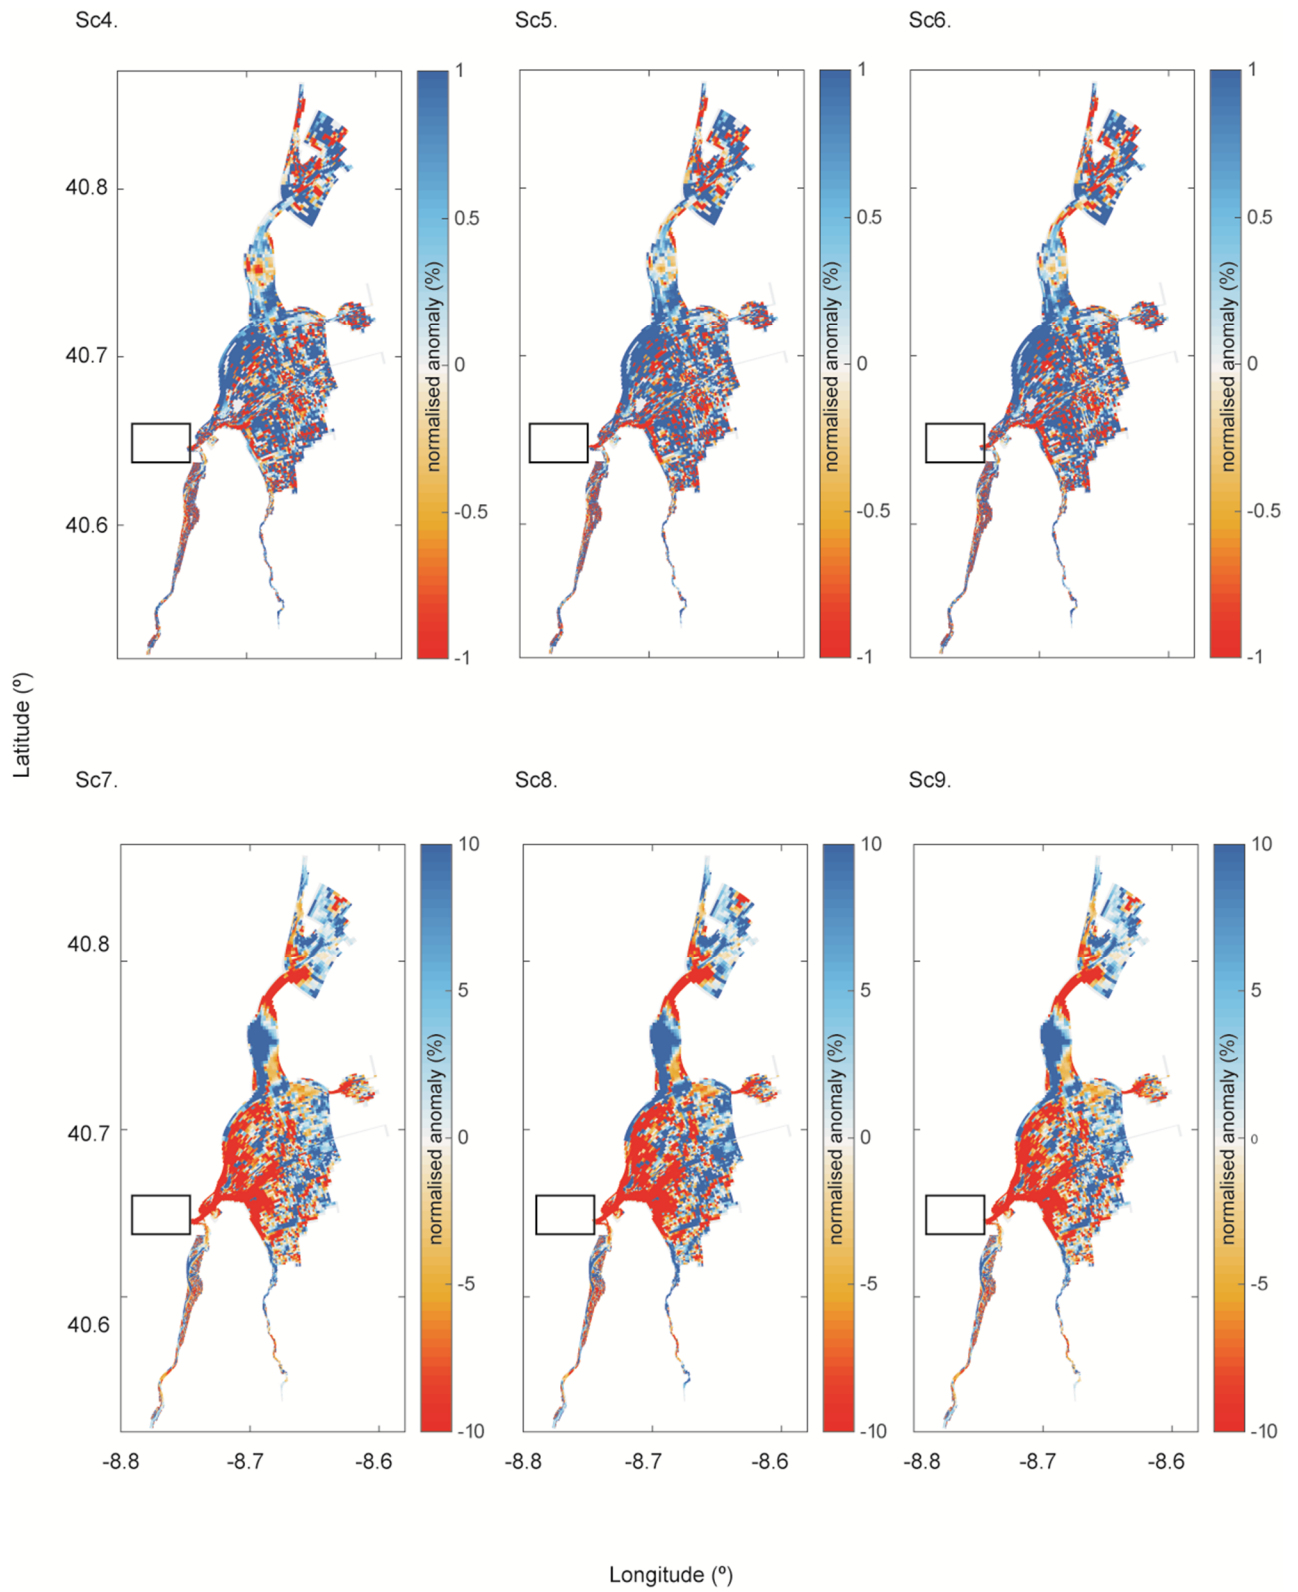 Sc4. Sc5. Sc6.
1 1 1
40.8
0.5 0.5 0.5
normalised anomaly (%) normalised anomaly (%) normalised anomaly (%)
40.7
0 0 0
-0.5 -0.5 -0.5
40.6
-1 -1 -1
Latitude (º)
Sc7. Sc8. Sc9.
10 10 10
40.8
5 5 5
normalised anomaly (%) normalised anomaly (%) normalised anomaly (%)
40.7
0 0 0
-5 -5 -5
40.6
-10 -10 -10
-8.8 -8.7 -8.6 -8.8 -8.7 -8.6 -8.8 -8.7 -8.6
Longitude (º)